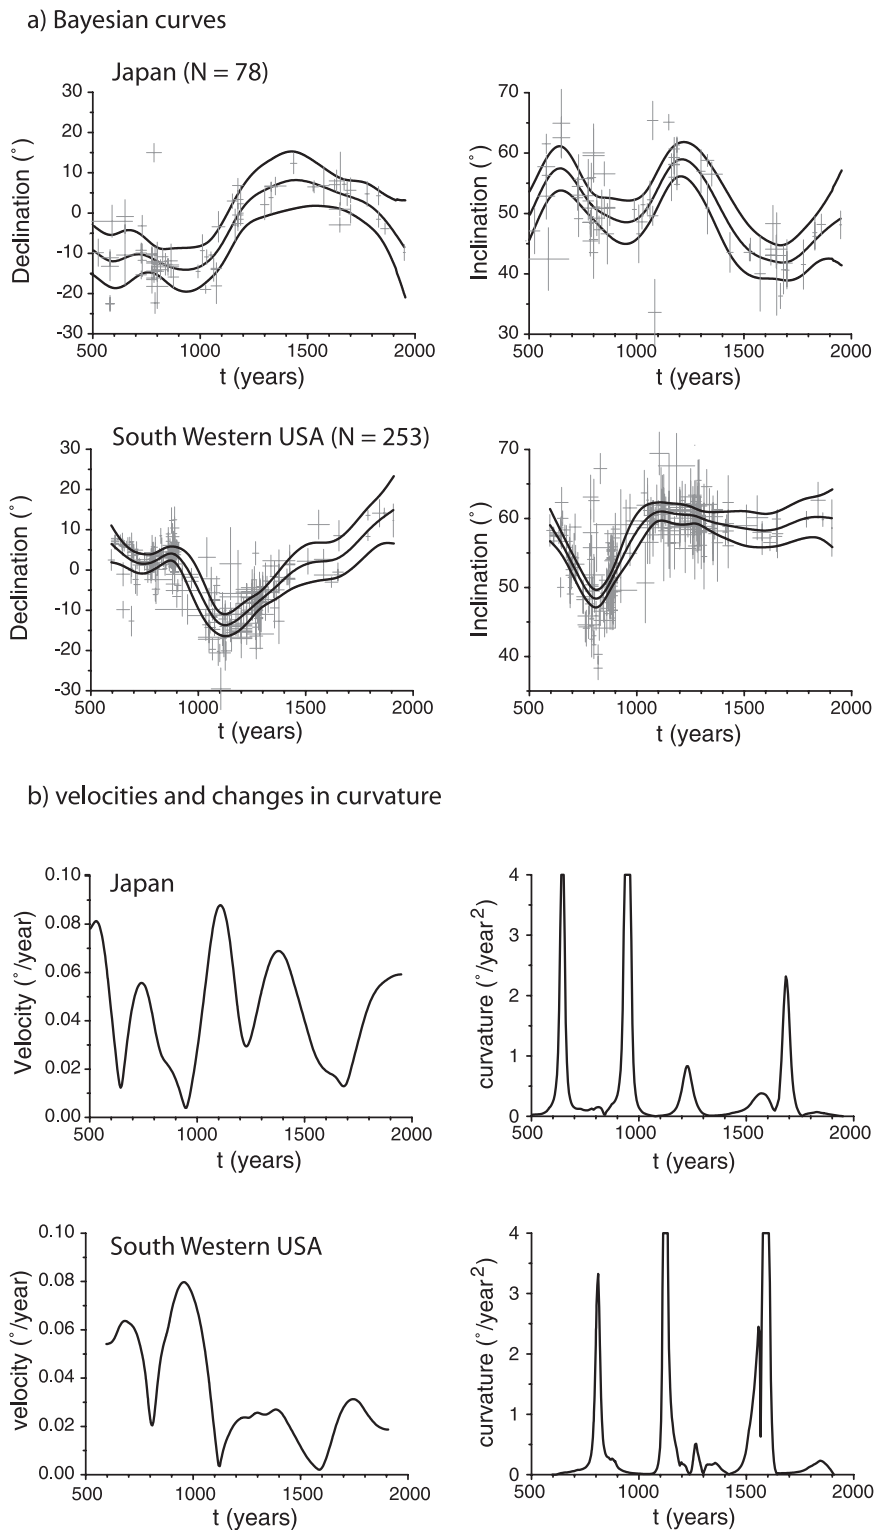 a) Bayesian curves
Japan (N = 78)
Declination (°)
30
20
10
0
-10
-20
-30
500 1000 1500 2000
t (years)
Inclination (°)
70
60
50
40
30
500 1000 1500 2000
t (years)
South Western USA (N = 253)
Declination (°)
30
20
10
0
-10
-20
-30
500 1000 1500 2000
t (years)
Inclination (°)
70
60
50
40
500 1000 1500 2000
t (years)
b) velocities and changes in curvature
Japan
Velocity (°/year)
0.10
0.08
0.06
0.04
0.02
0.00
500 1000 1500 2000
t (years)
curvature (°/year²)
4
3
2
1
0
500 1000 1500 2000
t (years)
South Western USA
velocity (°/year)
0.10
0.08
0.06
0.04
0.02
0.00
500 1000 1500 2000
t (years)
curvature (°/year²)
4
3
2
1
0
500 1000 1500 2000
t (years)